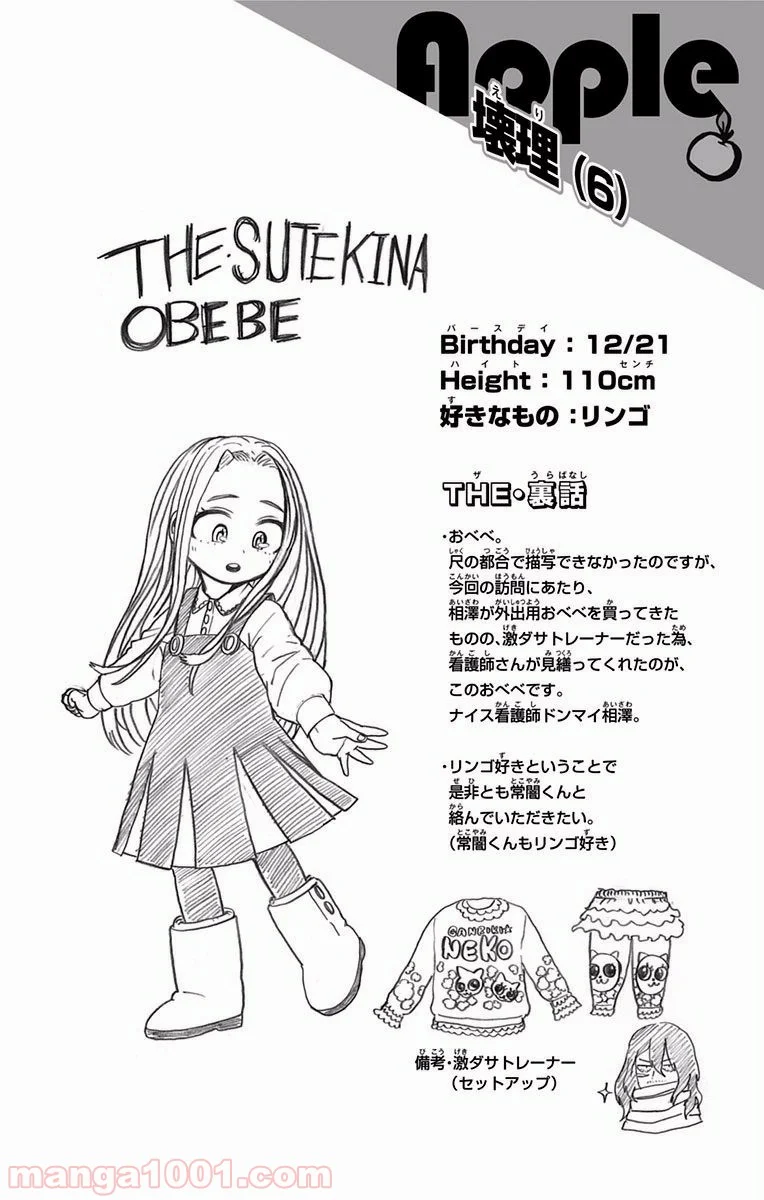 Apple
壊理（6）
THE・SUTEKINA
OBEBE
Birthday : 12/21
Height : 110cm
好きなもの :リンゴ
THE・裏話
・おべべ。
尺の都合で描写できなかったのですが、
今回の訪問にあたり、
相澤が外出用おべべを買ってきた
ものの、激ダサトレーナーだった為、
看護師さんが見繕ってくれたのが、
このおべべです。
ナイス看護師ドンマイ相澤。
・リンゴ好きということで
是非とも常闇くんと
絡んでいただきたい。
（常闇くんもリンゴ好き）
GANRIKI☆
NEKO
備考・激ダサトレーナー
（セットアップ）
manga1001.com